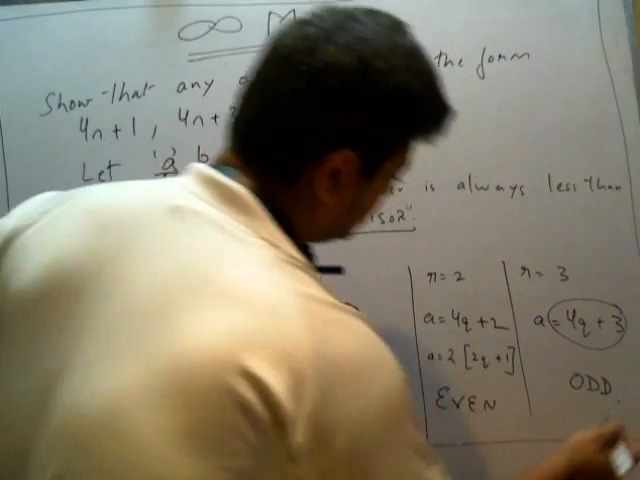 ∞ M
Show that any the form
4n+1, 4n+
Let 'a' b
is always less than
isor".
r=2
a=4q+2
a=2[2q+1]
EVEN
r=3
a=4q+3
ODD.